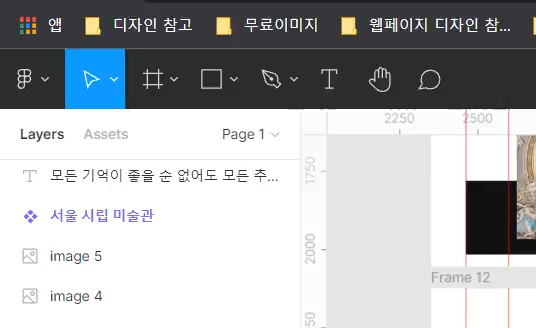 앱 디자인 참고 무료이미지 웹페이지 디자인 참...
T
Layers Assets Page 1
2250 2500
T 모든 기억이 좋을 순 없어도 모든 추...
1750
서울 시립 미술관
image 5
2000
Frame 12
image 4